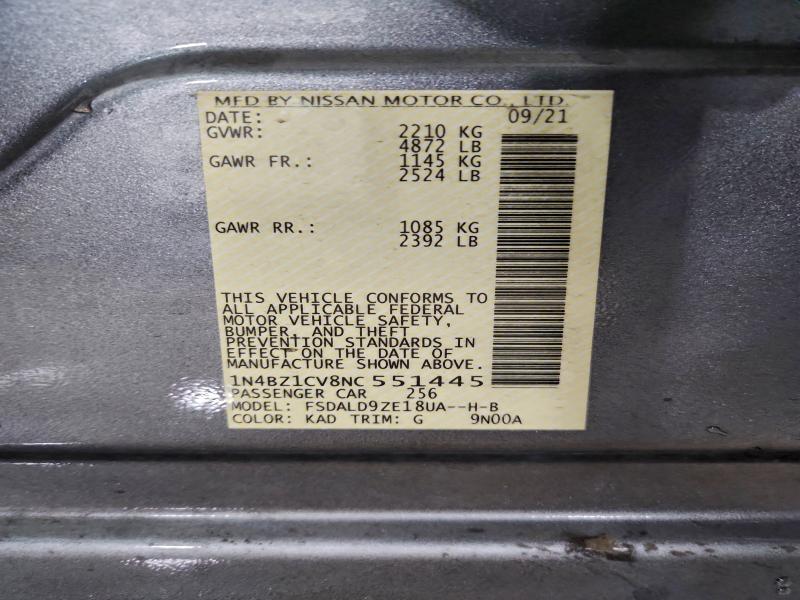 MFD BY NISSAN MOTOR CO., LTD.
DATE: 09/21
GVWR: 2210 KG
4872 LB
GAWR FR.: 1145 KG
2524 LB
GAWR RR.: 1085 KG
2392 LB
THIS VEHICLE CONFORMS TO
ALL APPLICABLE FEDERAL
MOTOR VEHICLE SAFETY,
BUMPER, AND THEFT
PREVENTION STANDARDS IN
EFFECT ON THE DATE OF
MANUFACTURE SHOWN ABOVE.
1N4BZ1CV8NC 551445
PASSENGER CAR 256
MODEL: FSDALD9ZE18UA--H-B
COLOR: KAD TRIM: G 9N00A